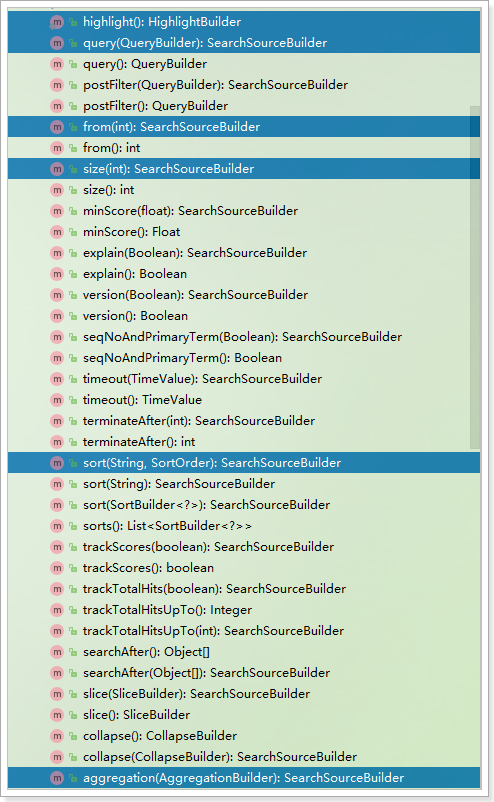 m highlight(): HighlightBuilder
m query(QueryBuilder): SearchSourceBuilder
m query(): QueryBuilder
m postFilter(QueryBuilder): SearchSourceBuilder
m postFilter(): QueryBuilder
m from(int): SearchSourceBuilder
m from(): int
m size(int): SearchSourceBuilder
m size(): int
m minScore(float): SearchSourceBuilder
m minScore(): Float
m explain(Boolean): SearchSourceBuilder
m explain(): Boolean
m version(Boolean): SearchSourceBuilder
m version(): Boolean
m seqNoAndPrimaryTerm(Boolean): SearchSourceBuilder
m seqNoAndPrimaryTerm(): Boolean
m timeout(TimeValue): SearchSourceBuilder
m timeout(): TimeValue
m terminateAfter(int): SearchSourceBuilder
m terminateAfter(): int
m sort(String, SortOrder): SearchSourceBuilder
m sort(String): SearchSourceBuilder
m sort(SortBuilder<?>): SearchSourceBuilder
m sorts(): List<SortBuilder<?>>
m trackScores(boolean): SearchSourceBuilder
m trackScores(): boolean
m trackTotalHits(boolean): SearchSourceBuilder
m trackTotalHitsUpTo(): Integer
m trackTotalHitsUpTo(int): SearchSourceBuilder
m searchAfter(): Object[]
m searchAfter(Object[]): SearchSourceBuilder
m slice(SliceBuilder): SearchSourceBuilder
m slice(): SliceBuilder
m collapse(): CollapseBuilder
m collapse(CollapseBuilder): SearchSourceBuilder
m aggregation(AggregationBuilder): SearchSourceBuilder